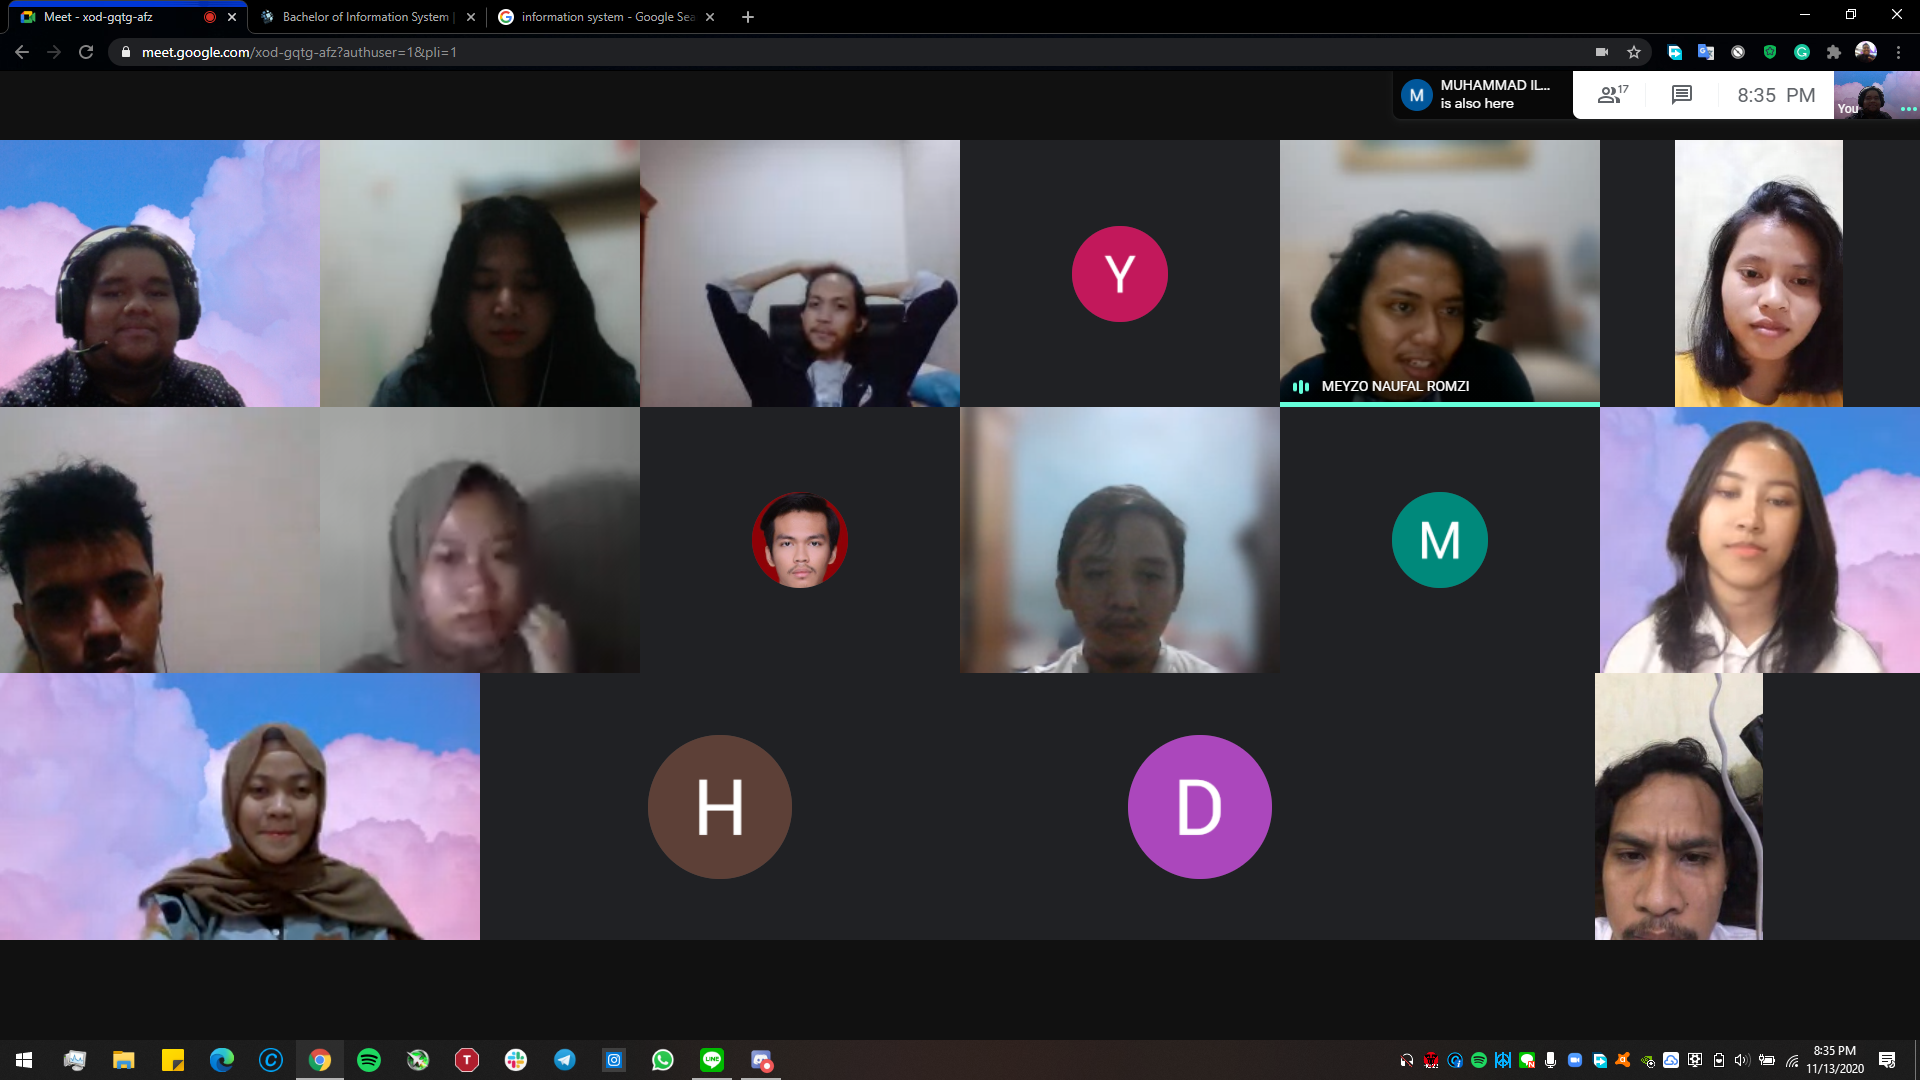 Meet - xod-gqtg-afz
Bachelor of Information System |
information system - Google Sea
meet.google.com/xod-gqtg-afz?authuser=1&pli=1
M
MUHAMMAD IL...
is also here
17
8:35 PM
You
Y
MEYZO NAUFAL ROMZI
M
H
D
8:35 PM
11/13/2020